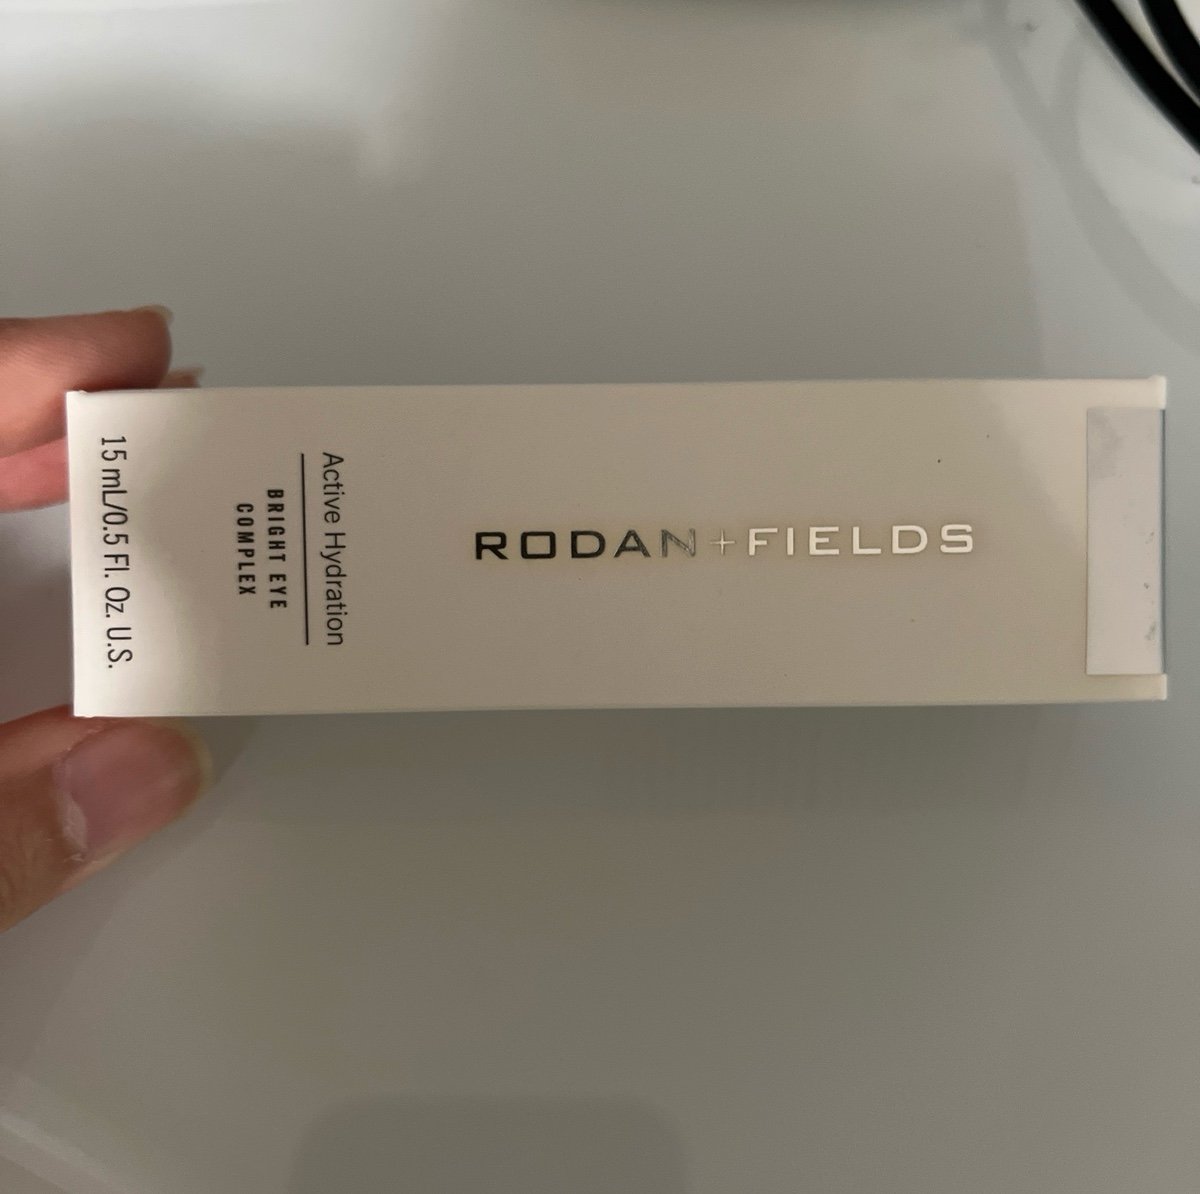 RODAN + FIELDS
Active Hydration
BRIGHT EYE
COMPLEX
15 mL/0.5 Fl. Oz. U.S.